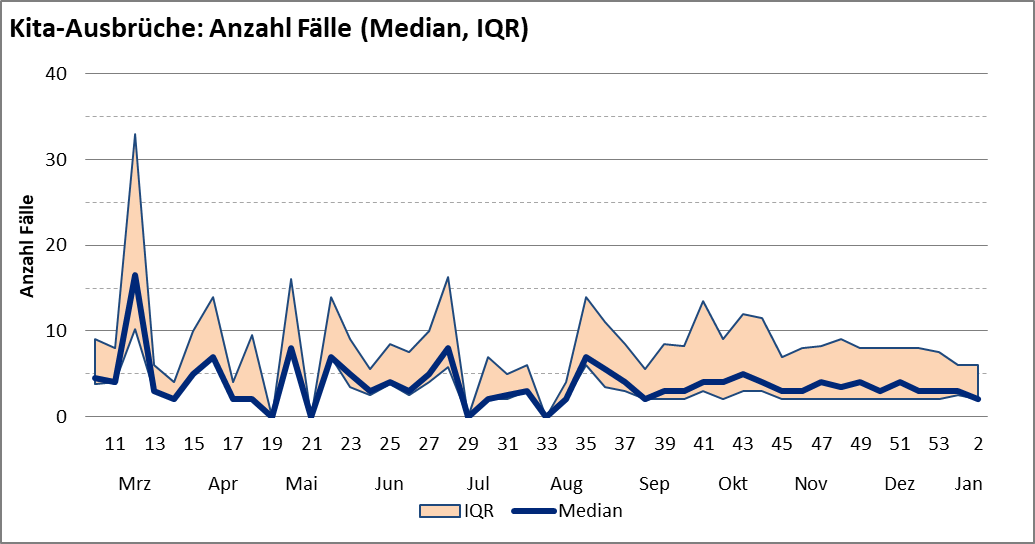 Kita-Ausbrüche: Anzahl Fälle (Median, IQR)
40
30
20
10
0
Anzahl Fälle
11 13 15 17 19 21 23 25 27 29 31 33 35 37 39 41 43 45 47 49 51 53 2
Mrz Apr Mai Jun Jul Aug Sep Okt Nov Dez Jan
IQR Median